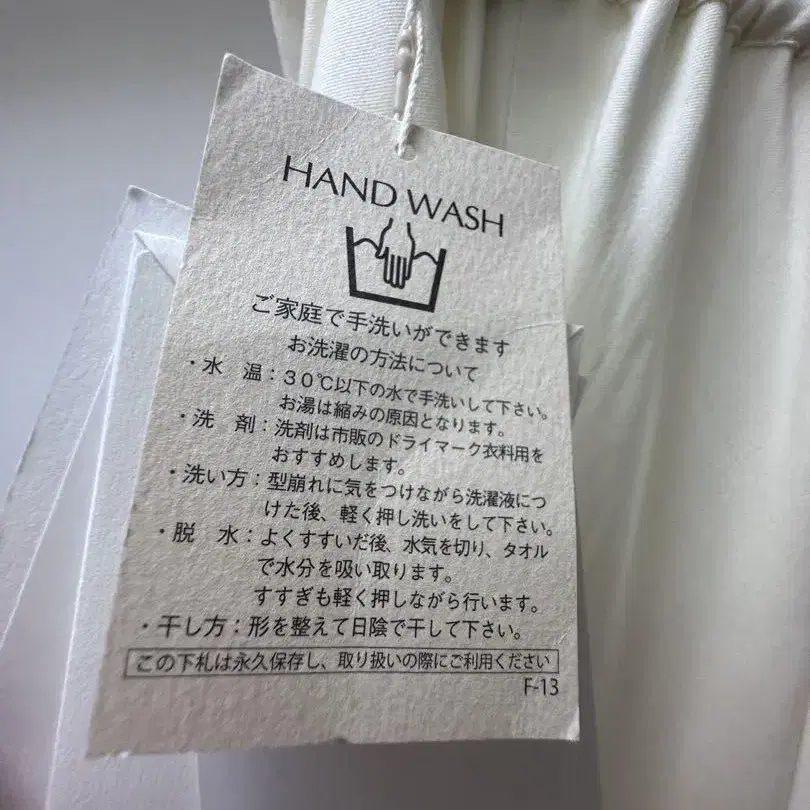 HAND WASH
ご家庭で手洗いができます
お洗濯の方法について
・水　温：３０℃以下の水で手洗いして下さい。
お湯は縮みの原因となります。
・洗　剤：洗剤は市販のドライマーク衣料用を
おすすめします。
・洗い方：型崩れに気をつけながら洗濯液につ
けた後、軽く押し洗いをして下さい。
・脱　水：よくすすいだ後、水気を切り、タオル
で水分を吸い取ります。
すすぎも軽く押しながら行います。
・干し方：形を整えて日陰で干して下さい。
この下札は永久保存し、取り扱いの際にご利用ください
F-13